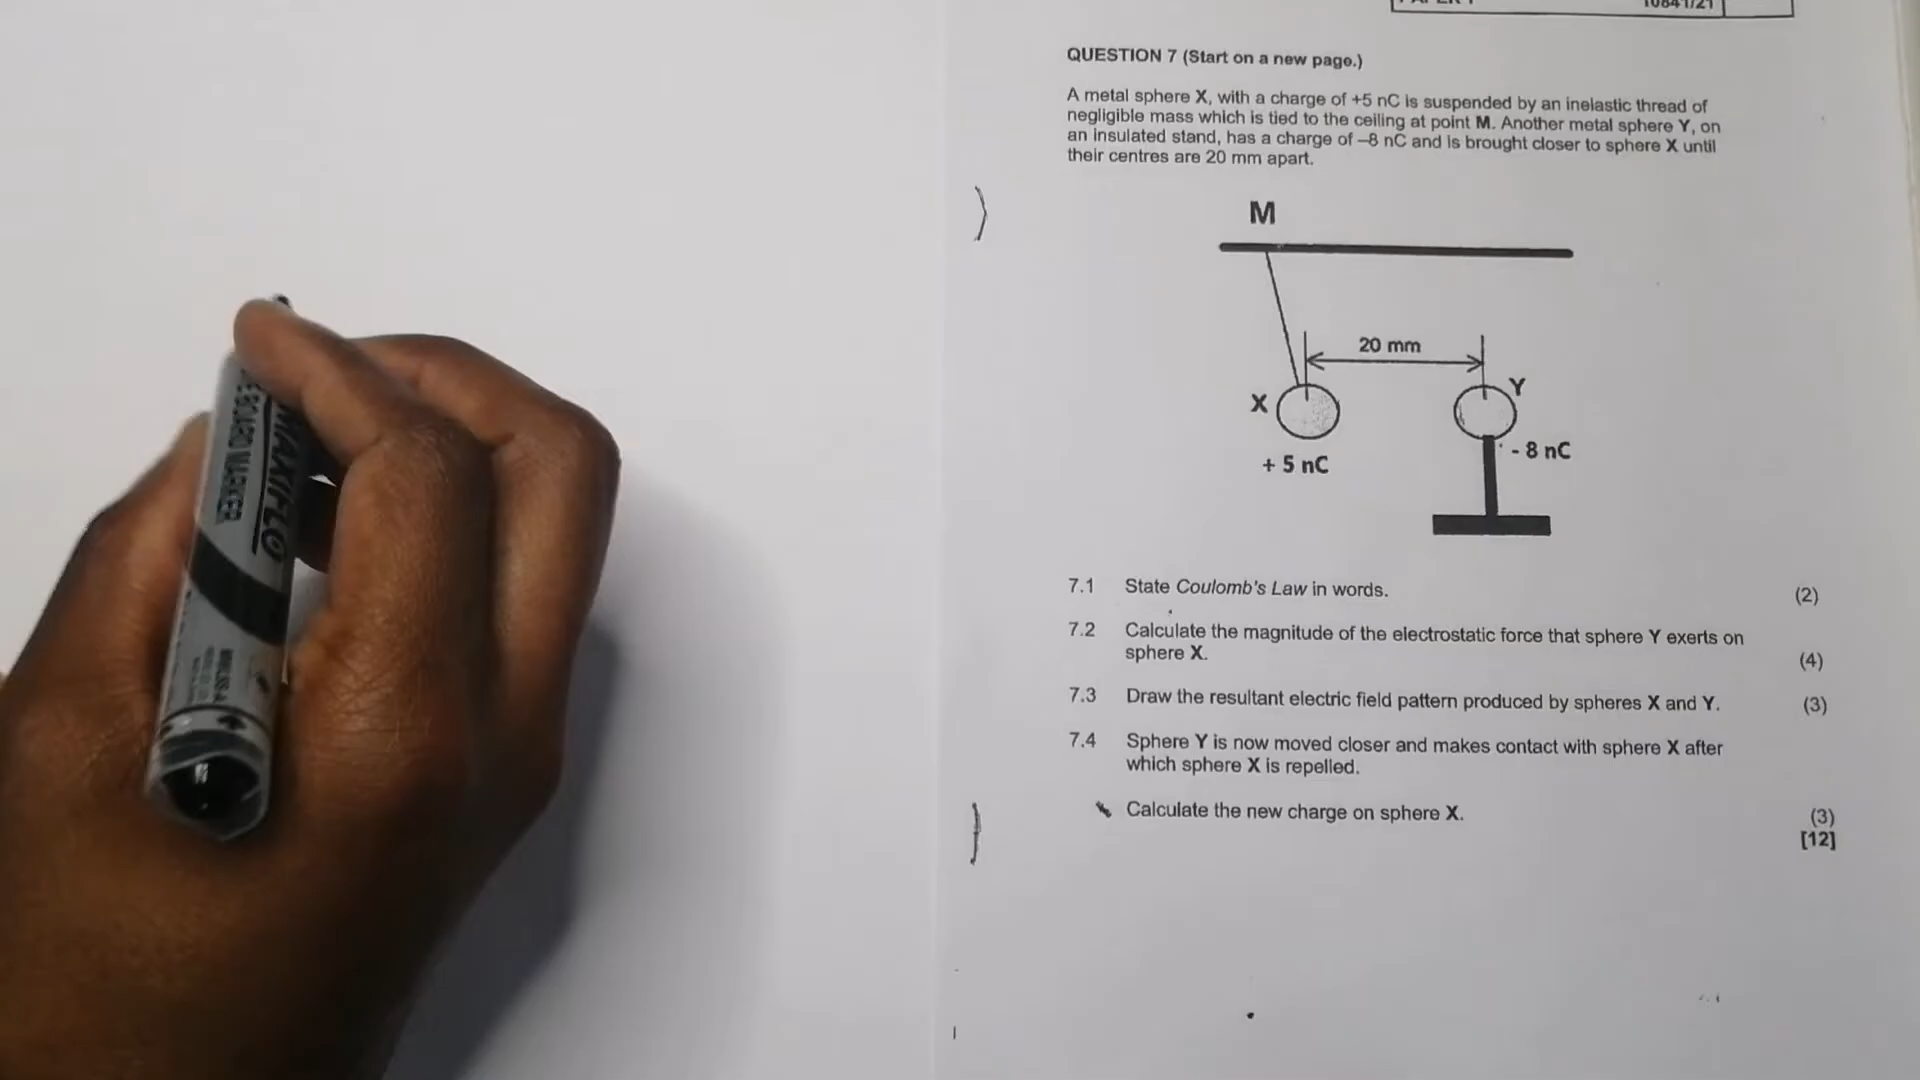 10841/21
QUESTION 7 (Start on a new page.)
A metal sphere X, with a charge of +5 nC is suspended by an inelastic thread of
negligible mass which is tied to the ceiling at point M. Another metal sphere Y, on
an insulated stand, has a charge of –8 nC and is brought closer to sphere X until
their centres are 20 mm apart.
M
20 mm
X
Y
+ 5 nC
- 8 nC
7.1 State Coulomb's Law in words. (2)
7.2 Calculate the magnitude of the electrostatic force that sphere Y exerts on
sphere X. (4)
7.3 Draw the resultant electric field pattern produced by spheres X and Y. (3)
7.4 Sphere Y is now moved closer and makes contact with sphere X after
which sphere X is repelled.
Calculate the new charge on sphere X. (3)
[12]
MAXIFLO
BOARD MARKER